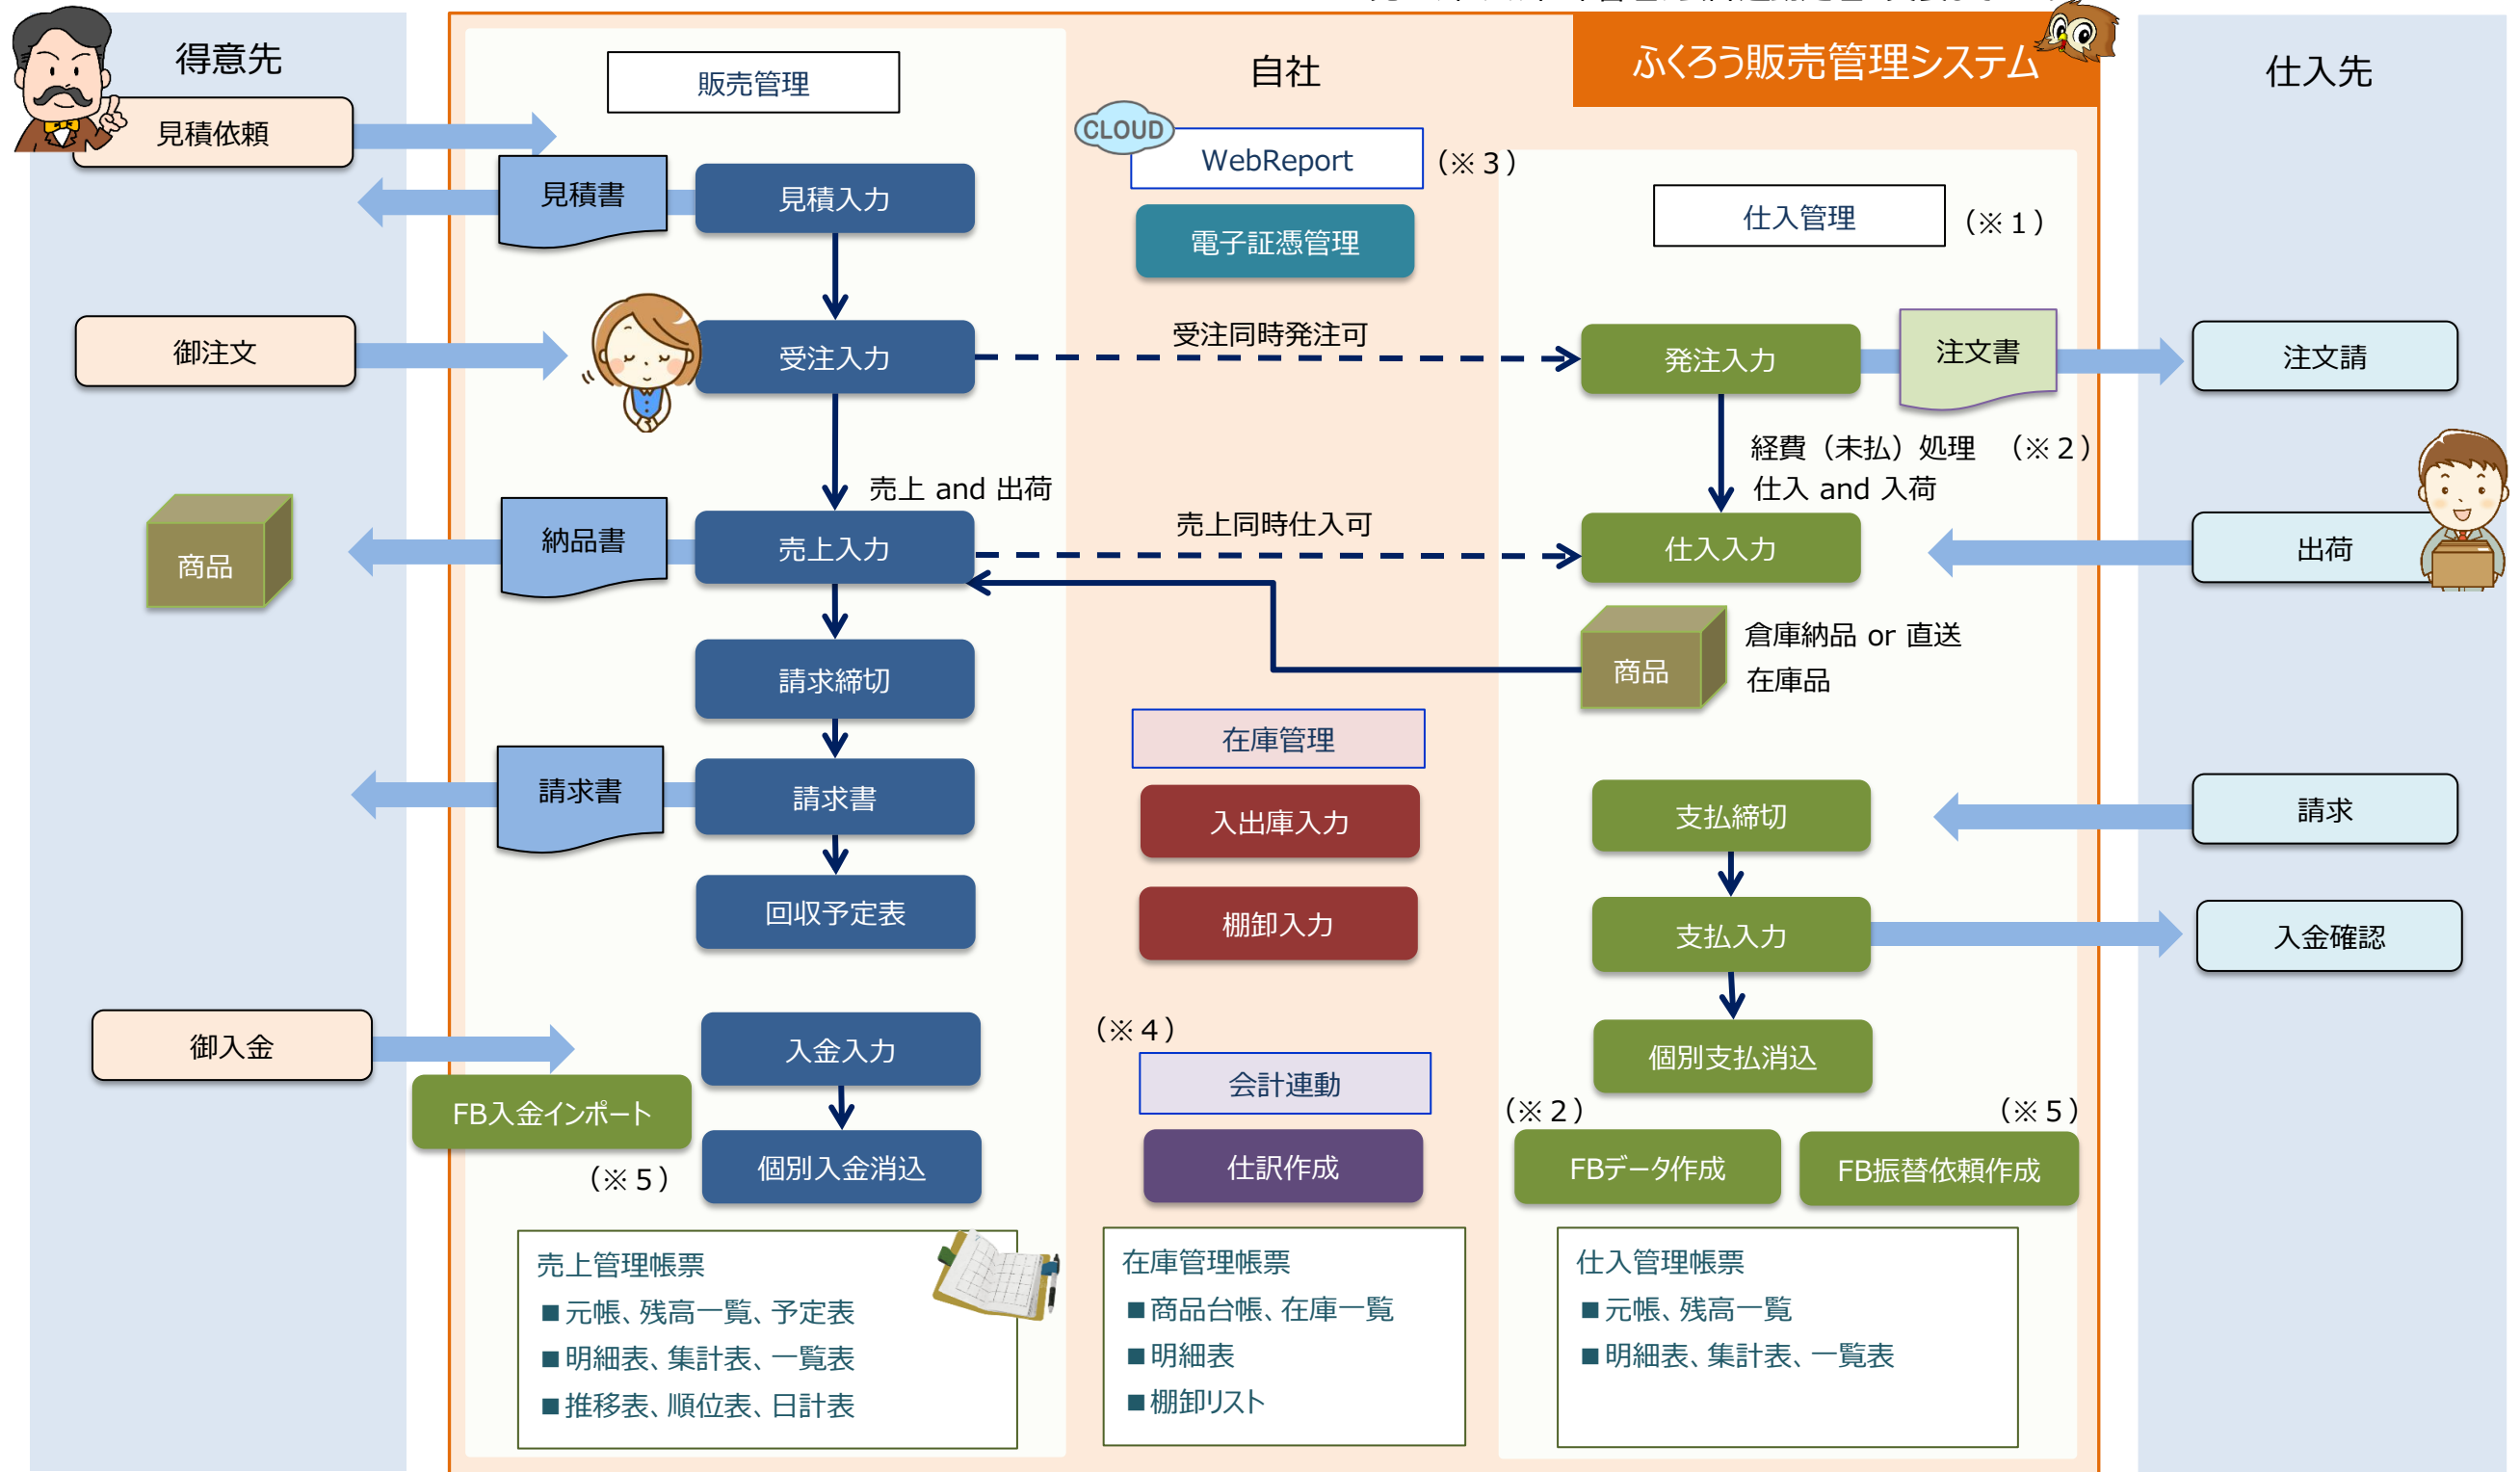 得意先
販売管理
自社
ふくろう販売管理システム
仕入先
見積依頼
CLOUD
WebReport
（※３）
見積書
見積入力
電子証憑管理
仕入管理
（※１）
御注文
受注入力
受注同時発注可
発注入力
注文書
注文請
経費（未払）処理　（※２）
売上 and 出荷
仕入 and 入荷
商品
納品書
売上入力
売上同時仕入可
仕入入力
出荷
請求締切
商品
倉庫納品 or 直送
在庫品
在庫管理
請求書
請求書
入出庫入力
支払締切
請求
回収予定表
棚卸入力
支払入力
入金確認
御入金
入金入力
（※４）
会計連動
個別支払消込
FB入金インポート
（※２）
（※５）
（※５）
個別入金消込
仕訳作成
FBデータ作成
FB振替依頼作成
売上管理帳票
■元帳、残高一覧、予定表
■明細表、集計表、一覧表
■推移表、順位表、日計表
在庫管理帳票
■商品台帳、在庫一覧
■明細表
■棚卸リスト
仕入管理帳票
■元帳、残高一覧
■明細表、集計表、一覧表